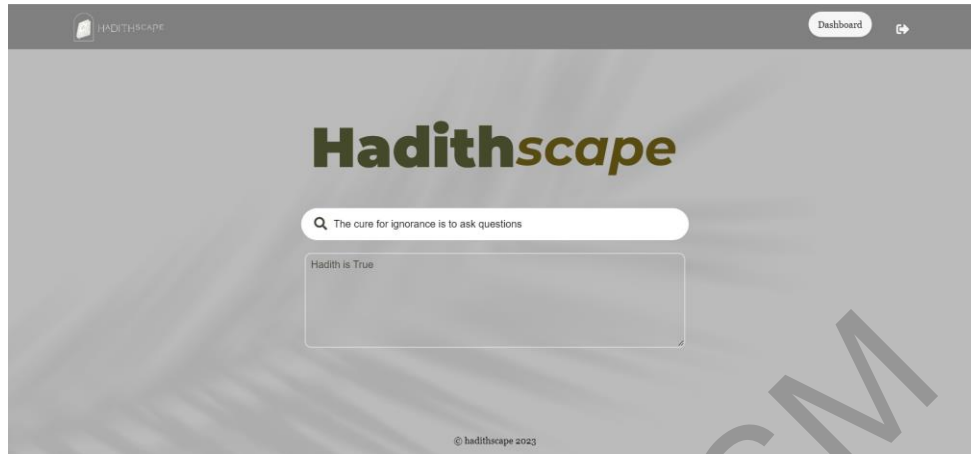 HADITHSCAPE
Dashboard
Hadithscape
The cure for ignorance is to ask questions
Hadith is True
© hadithscape 2023